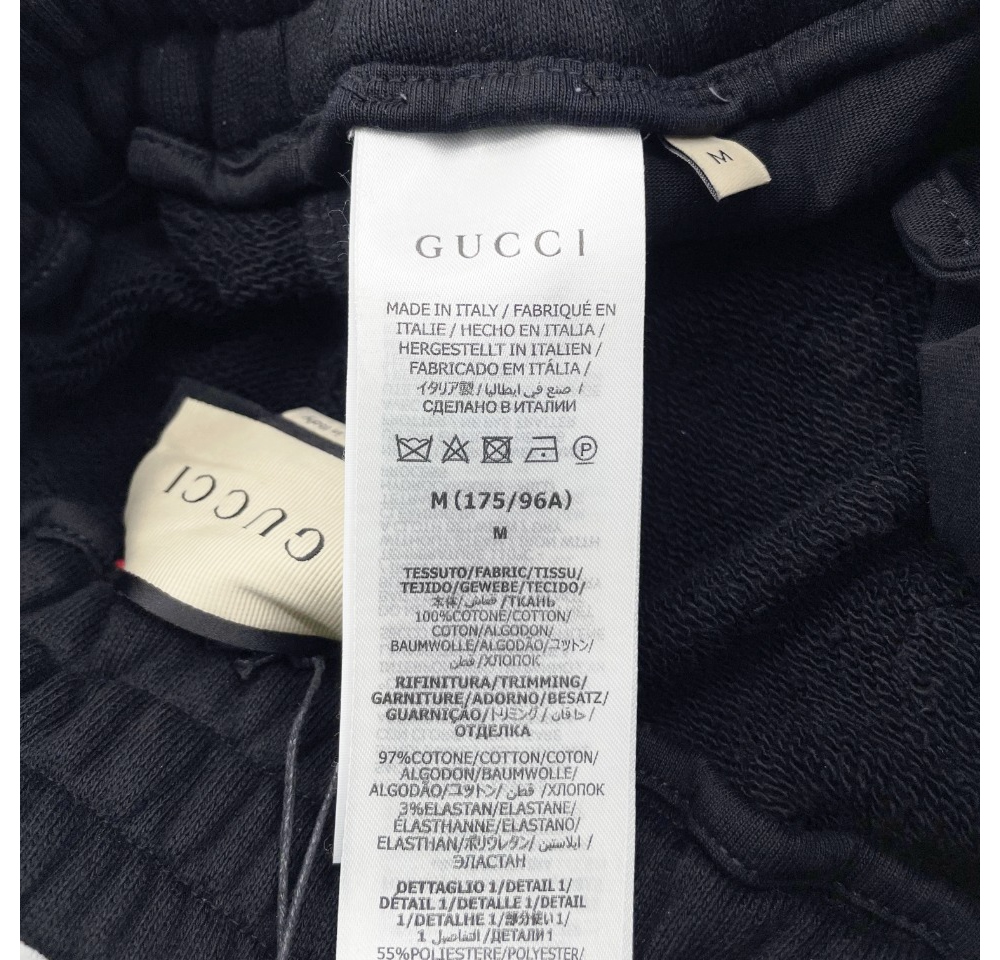 M
GUCCI
MADE IN ITALY / FABRIQUÉ EN
ITALIE / HECHO EN ITALIA /
HERGESTELLT IN ITALIEN /
FABRICADO EM ITÁLIA /
イタリア製 / صنع في ايطاليا /
СДЕЛАНО В ИТАЛИИ
P
M (175/96A)
M
TESSUTO/FABRIC/TISSU/
TEJIDO/GEWEBE/TECIDO/
本体/قماش/ТКАНЬ
100%COTONE/COTTON/
COTON/ALGODON/
BAUMWOLLE/ALGODÃO/コットン/
قطن/ХЛОПОК
RIFINITURA/TRIMMING/
GARNITURE/ADORNO/BESATZ/
GUARNIÇÃO/トリミング/حافان/
ОТДЕЛКА
97%COTONE/COTTON/COTON/
ALGODON/BAUMWOLLE/
ALGODÃO/コットン/قطن/ХЛОПОК
3%ELASTAN/ELASTANE/
ÉLASTHANNE/ELASTANO/
ELASTHAN/ポリウレタン/ايلاستين/
ЭЛАСТАН
DETTAGLIO 1/DETAIL 1/
DÉTAIL 1/DETALLE 1/DETAIL
1/DETALHE 1/部分使い1/
1 التفاصيل/ДЕТАЛИ1
55%POLIESTERE/POLYESTER/
GUCCI